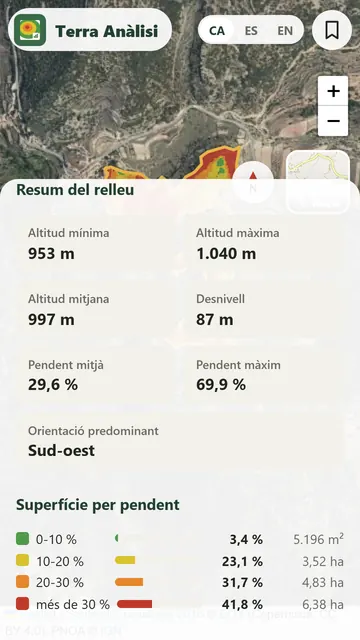 Terra Anàlisi
CA ES EN
+
−
N
Resum del relleu
Altitud mínima Altitud màxima
953 m 1.040 m
Altitud mitjana Desnivell
997 m 87 m
Pendent mitjà Pendent màxim
29,6 % 69,9 %
Orientació predominant
Sud-oest
Superfície per pendent
0-10 % 3,4 % 5.196 m²
10-20 % 23,1 % 3,52 ha
20-30 % 31,7 % 4,83 ha
més de 30 % 41,8 % 6,38 ha